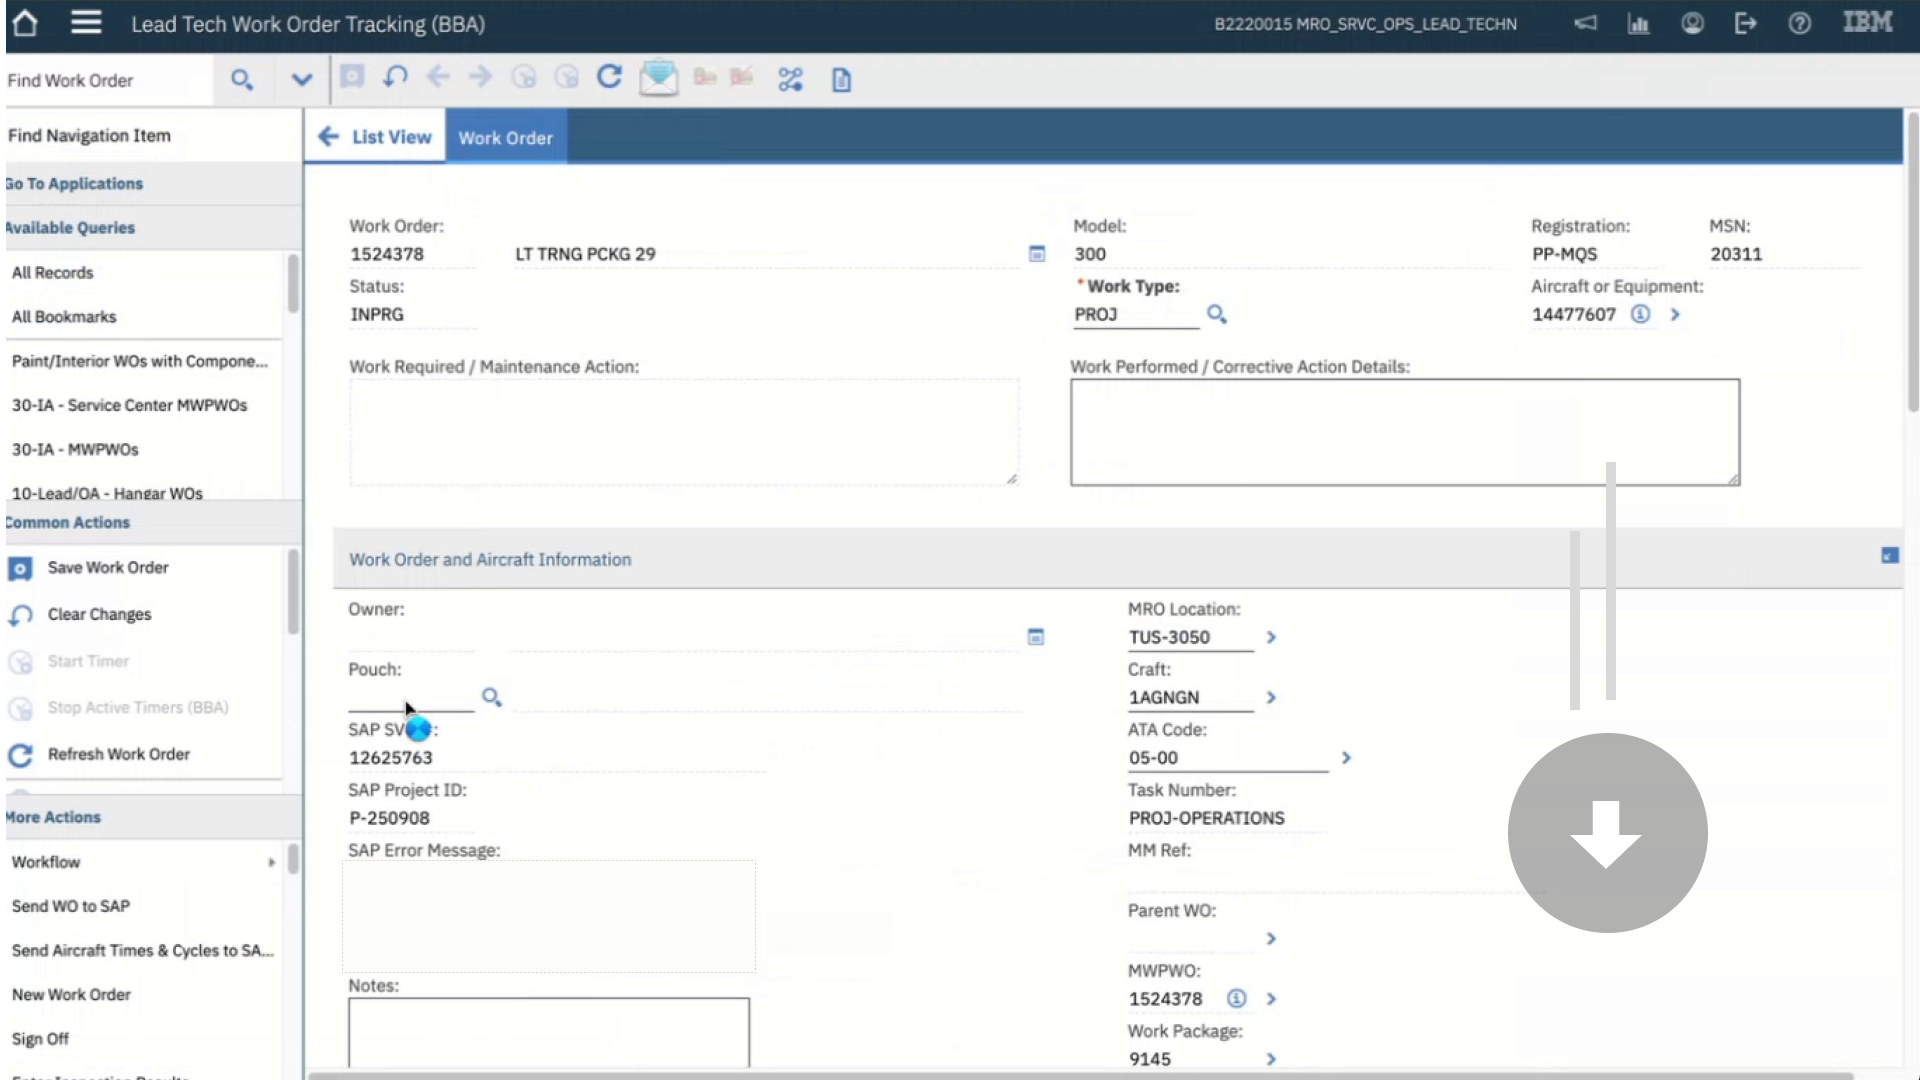 Lead Tech Work Order Tracking (BBA)
B2220015 MRO_SRVC_OPS_LEAD_TECHN
IBM
Find Work Order
Find Navigation Item
Go To Applications
Available Queries
All Records
All Bookmarks
Paint/Interior WOs with Compone...
30-IA - Service Center MWPWOs
30-IA - MWPWOs
10-Lead/OA - Hangar WOs
Common Actions
Save Work Order
Clear Changes
Start Timer
Stop Active Timers (BBA)
Refresh Work Order
More Actions
Workflow
Send WO to SAP
Send Aircraft Times & Cycles to SA...
New Work Order
Sign Off
List View
Work Order
Work Order:
1524378
LT TRNG PCKG 29
Status:
INPRG
Model:
300
*Work Type:
PROJ
Registration:
PP-MQS
MSN:
20311
Aircraft or Equipment:
14477607
Work Required / Maintenance Action:
Work Performed / Corrective Action Details:
Work Order and Aircraft Information
Owner:
Pouch:
SAP SV
12625763
SAP Project ID:
P-250908
SAP Error Message:
Notes:
MRO Location:
TUS-3050
Craft:
1AGNGN
ATA Code:
05-00
Task Number:
PROJ-OPERATIONS
MM Ref:
Parent WO:
MWPWO:
1524378
Work Package:
9145